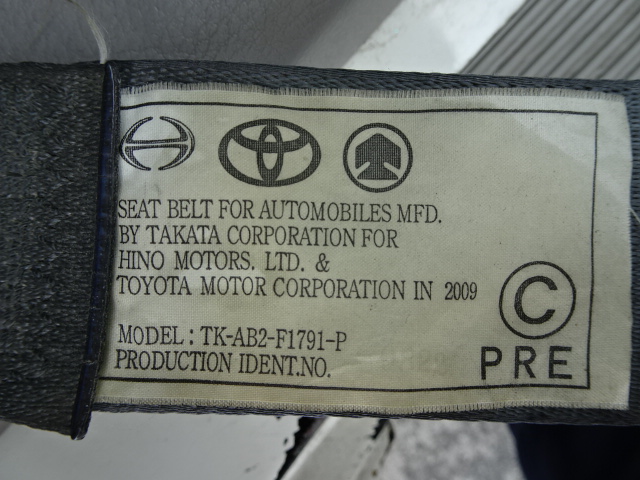 SEAT BELT FOR AUTOMOBILES MFD.
BY TAKATA CORPORATION FOR
HINO MOTORS. LTD. &
TOYOTA MOTOR CORPORATION IN 2009
MODEL : TK-AB2-F1791-P
PRODUCTION IDENT.NO.
C
PRE